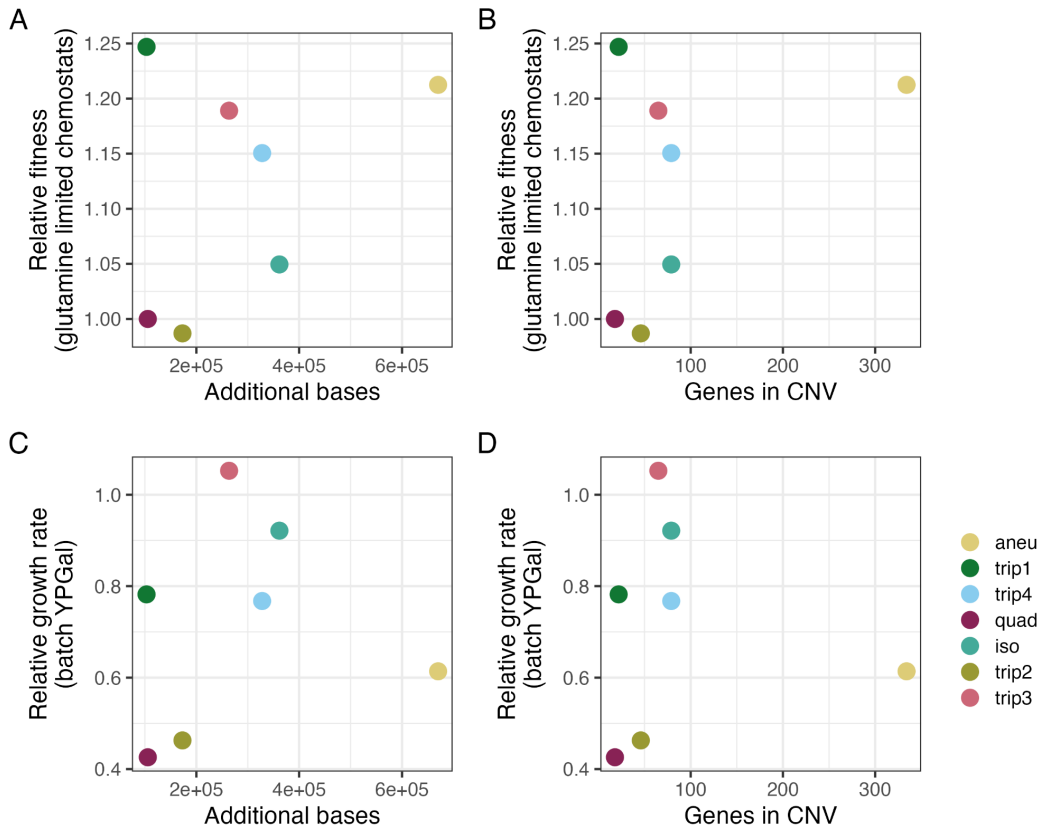 A
Relative fitness
(glutamine limited chemostats)
1.25
1.20
1.15
1.10
1.05
1.00
2e+05
4e+05
6e+05
Additional bases
B
Relative fitness
(glutamine limited chemostats)
1.25
1.20
1.15
1.10
1.05
1.00
100
200
300
Genes in CNV
C
Relative growth rate
(batch YPGal)
1.0
0.8
0.6
0.4
2e+05
4e+05
6e+05
Additional bases
D
Relative growth rate
(batch YPGal)
1.0
0.8
0.6
0.4
100
200
300
Genes in CNV
aneu
trip1
trip4
quad
iso
trip2
trip3